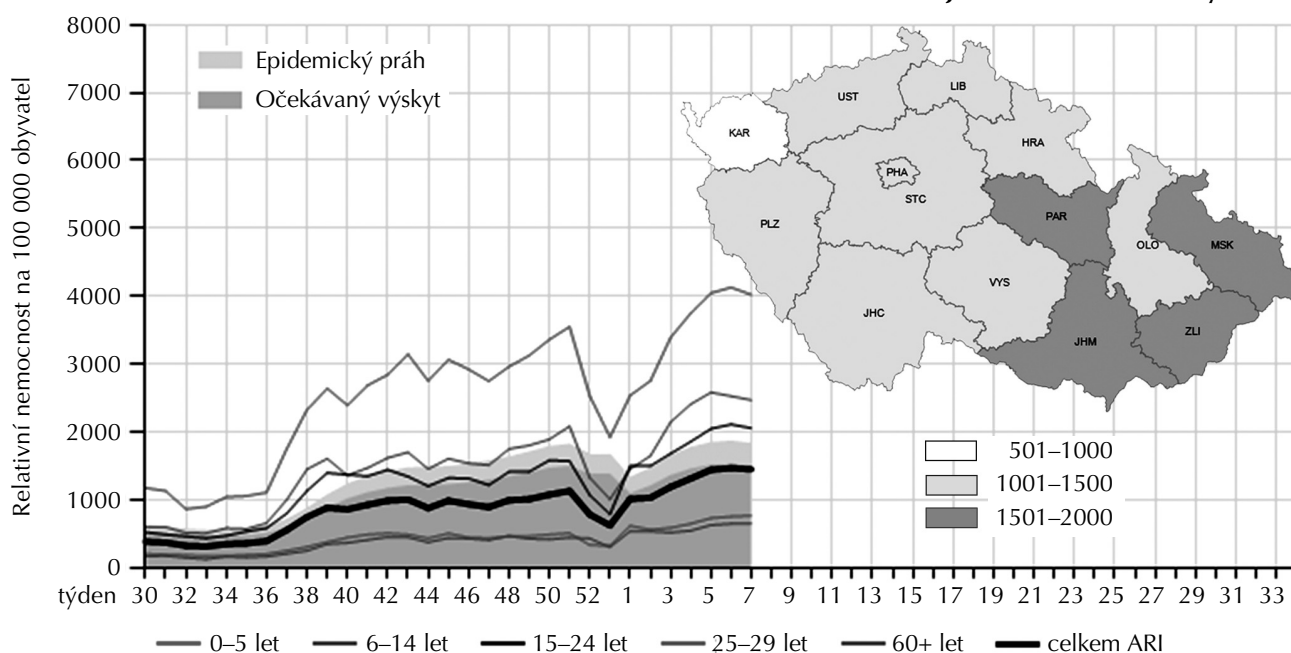 8000
7000
6000
5000
4000
3000
2000
1000
0
Relativní nemocnost na 100 000 obyvatel
Epidemický práh
Očekávaný výskyt
KAR
UST
LIB
HRA
PHA
STC
PLZ
PAR
OLO
MSK
VYS
JHC
JHM
ZLI
501–1000
1001–1500
1501–2000
týden 30 32 34 36 38 40 42 44 46 48 50 52 1 3 5 7 9 11 13 15 17 19 21 23 25 27 29 31 33
0–5 let 6–14 let 15–24 let 25–29 let 60+ let celkem ARI